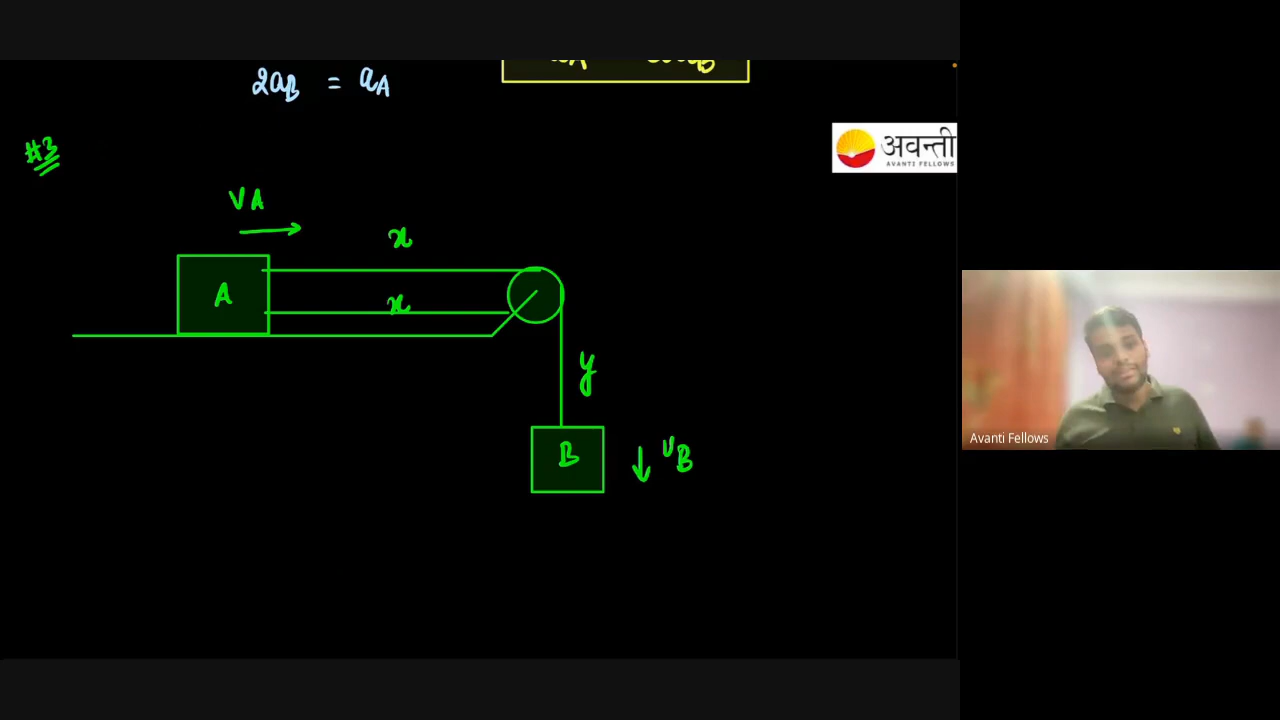 2aB = aA
#3
अवन्ती
AVANTI FELLOWS
VA
x
A
x
y
B
vB
Avanti Fellows